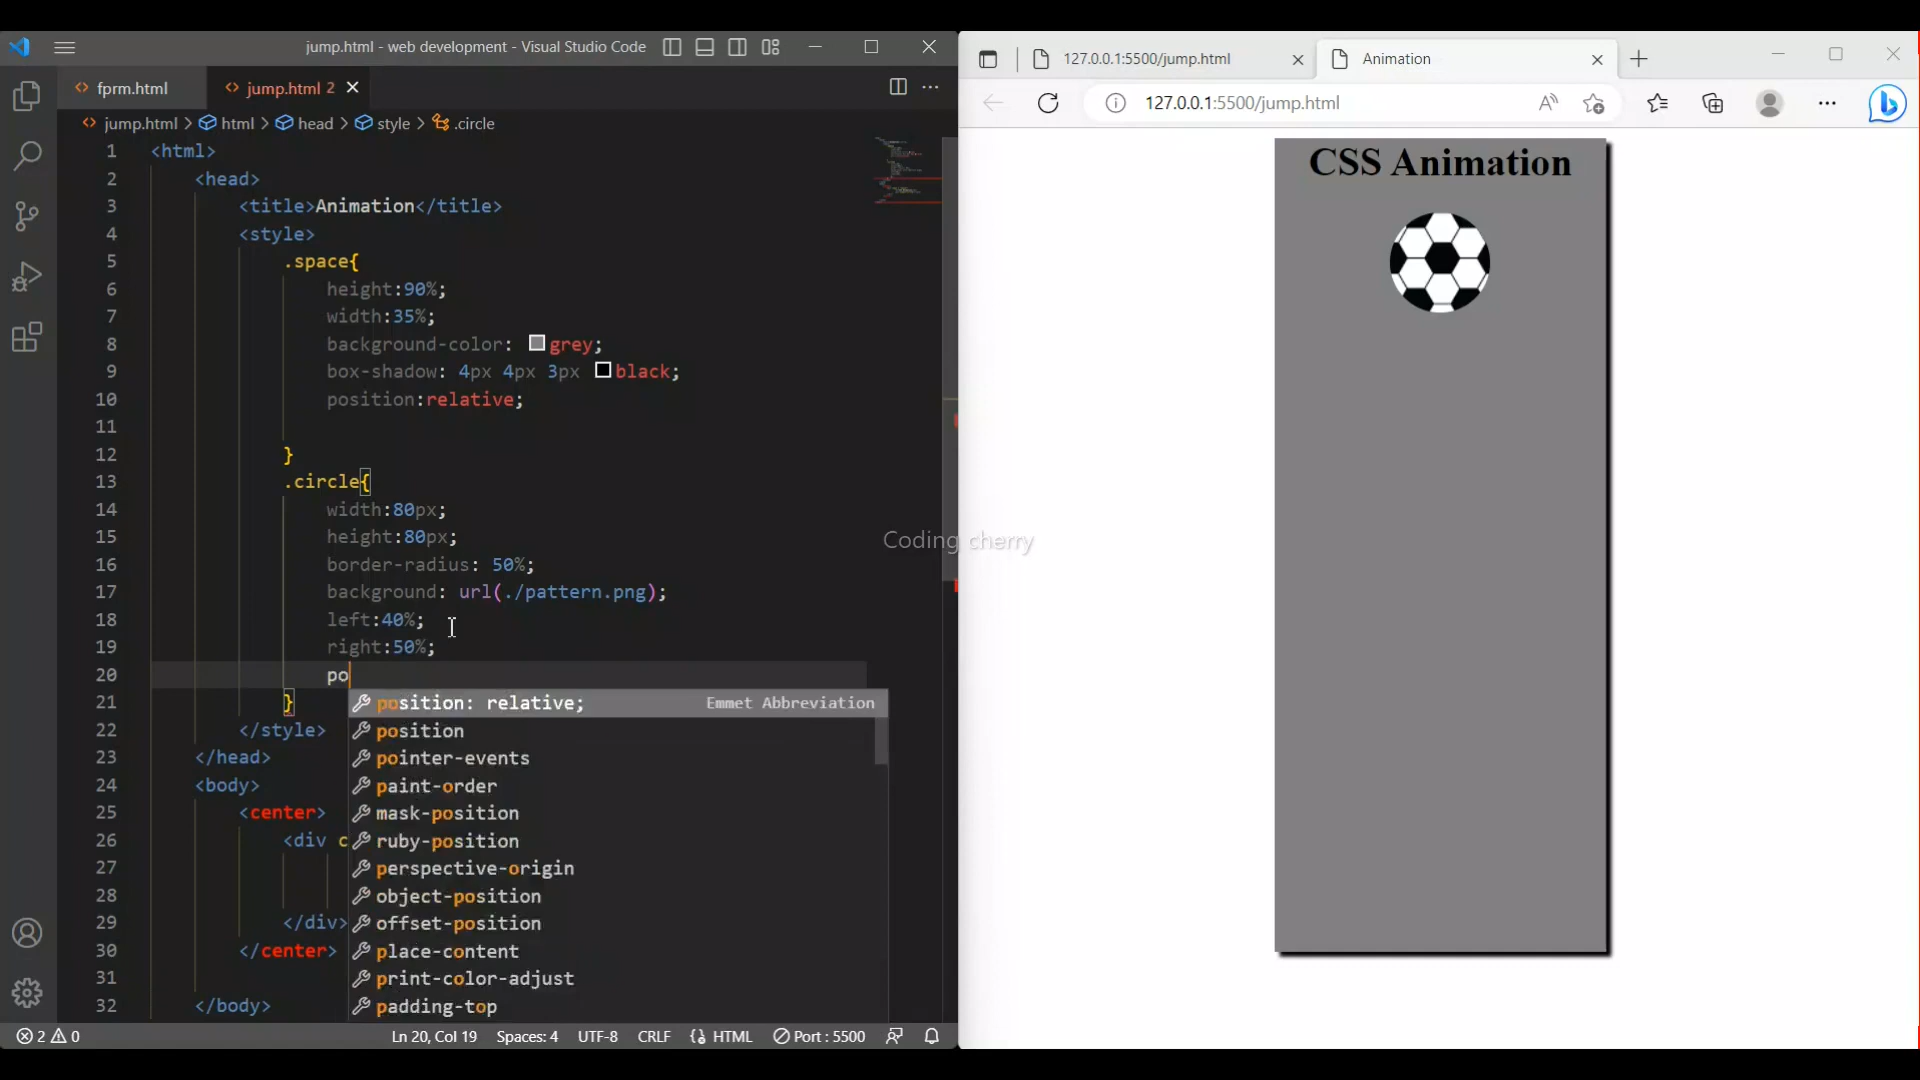 jump.html - web development - Visual Studio Code
fprm.html
jump.html 2
jump.html > html > head > style > .circle
1 <html>
2 <head>
3 <title>Animation</title>
4 <style>
5 .space{
6 height:90%;
7 width:35%;
8 background-color: grey;
9 box-shadow: 4px 4px 3px black;
10 position:relative;
11
12 }
13 .circle{
14 width:80px;
15 height:80px;
16 border-radius: 50%;
17 background: url(./pattern.png);
18 left:40%;
19 right:50%;
20 po
21 }
22 </style>
23 </head>
24 <body>
25 <center>
26 <div c
27
28
29 </div>
30 </center>
31
32 </body>
position: relative; Emmet Abbreviation
position
pointer-events
paint-order
mask-position
ruby-position
perspective-origin
object-position
offset-position
place-content
print-color-adjust
padding-top
2 0 Ln 20, Col 19 Spaces: 4 UTF-8 CRLF HTML Port : 5500
Coding cherry
127.0.0.1:5500/jump.html
Animation
127.0.0.1:5500/jump.html
CSS Animation